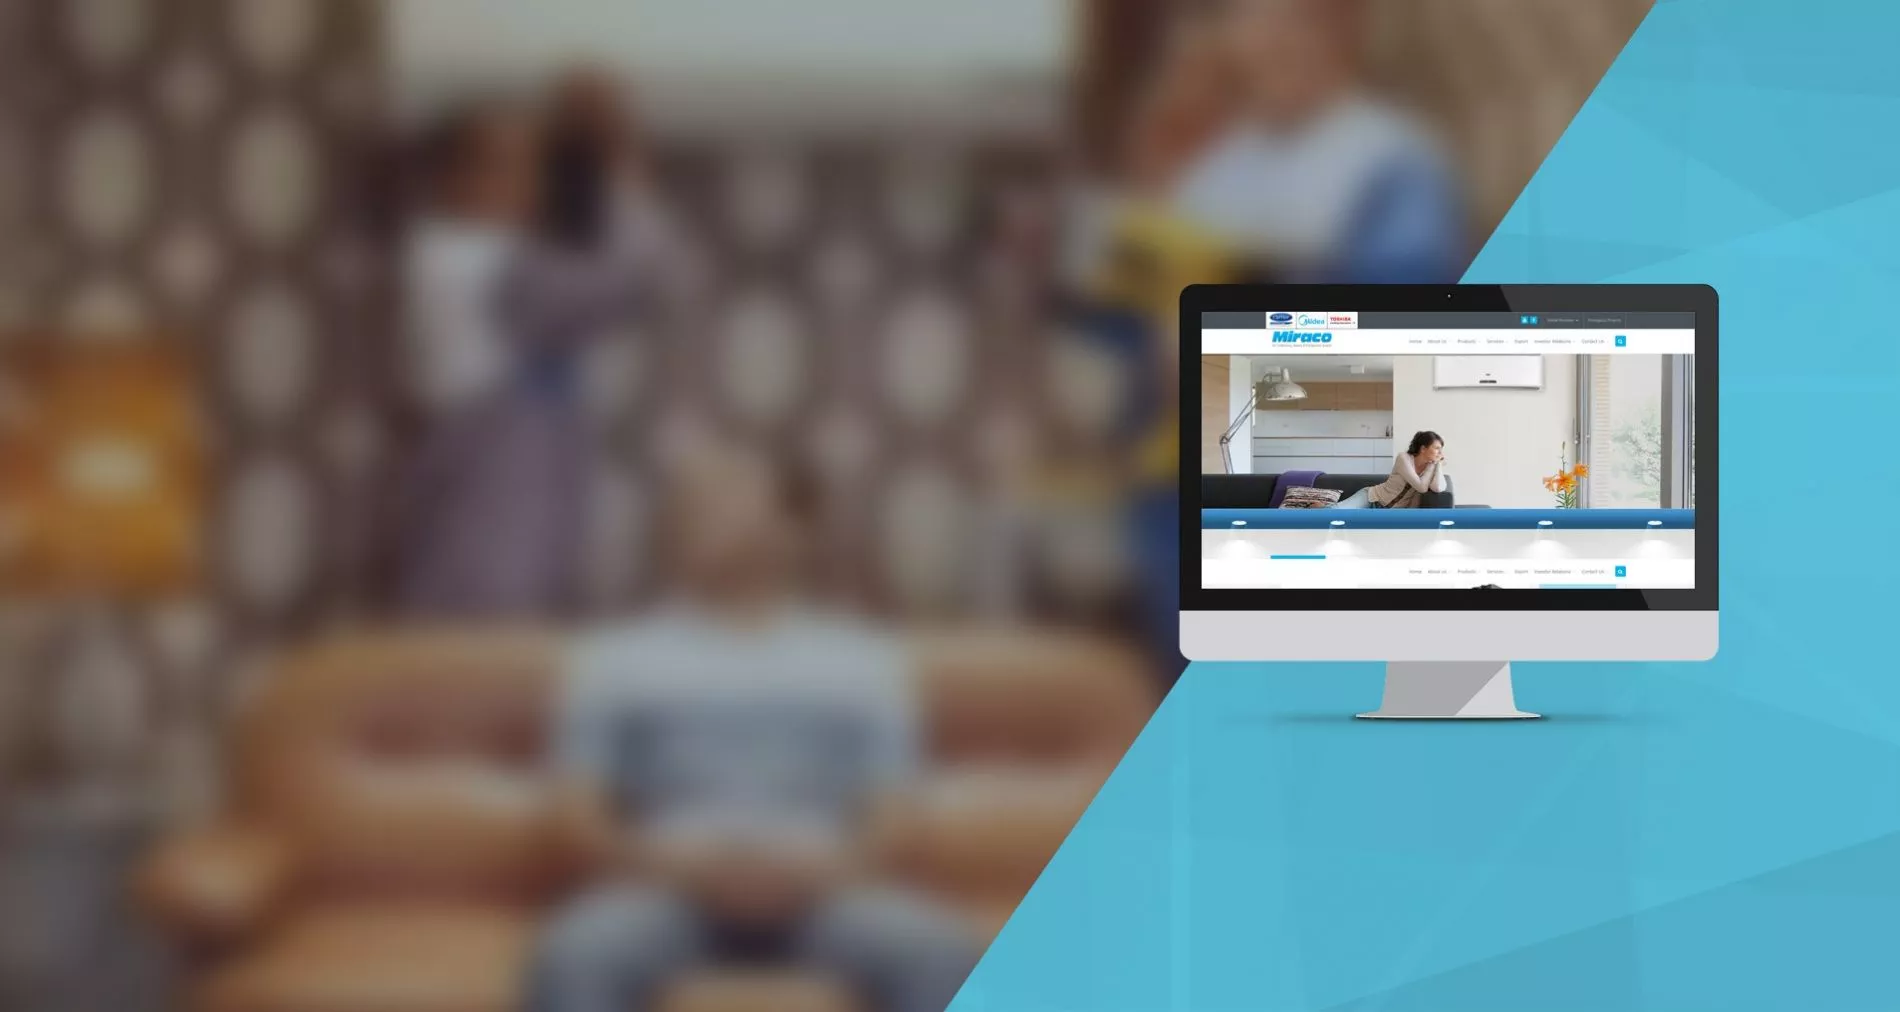 Carrier
Midea
TOSHIBA
Miraco
Home About Us Products Services Export Investor Relations Contact Us
Home About Us Products Services Export Investor Relations Contact Us